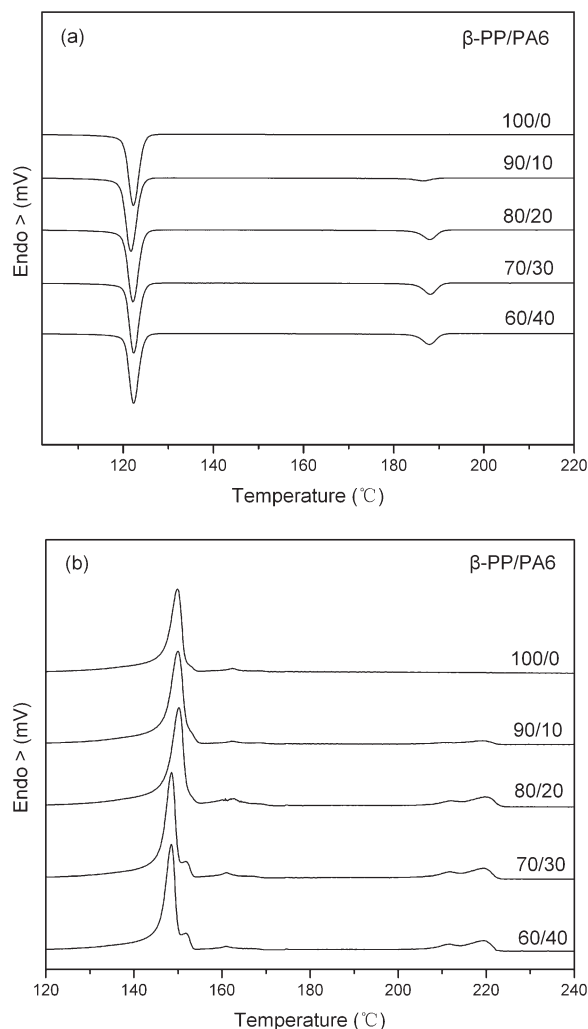 (a)
β-PP/PA6
100/0
90/10
80/20
70/30
60/40
Endo > (mV)
120 140 160 180 200 220
Temperature (℃)
(b)
β-PP/PA6
100/0
90/10
80/20
70/30
60/40
Endo > (mV)
120 140 160 180 200 220 240
Temperature (℃)